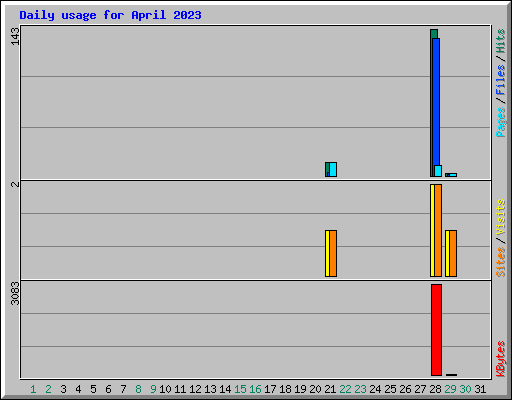 Daily usage for April 2023
143
2
3083
Pages / Files / Hits
Sites / Visits
KBytes
1 2 3 4 5 6 7 8 9 10 11 12 13 14 15 16 17 18 19 20 21 22 23 24 25 26 27 28 29 30 31